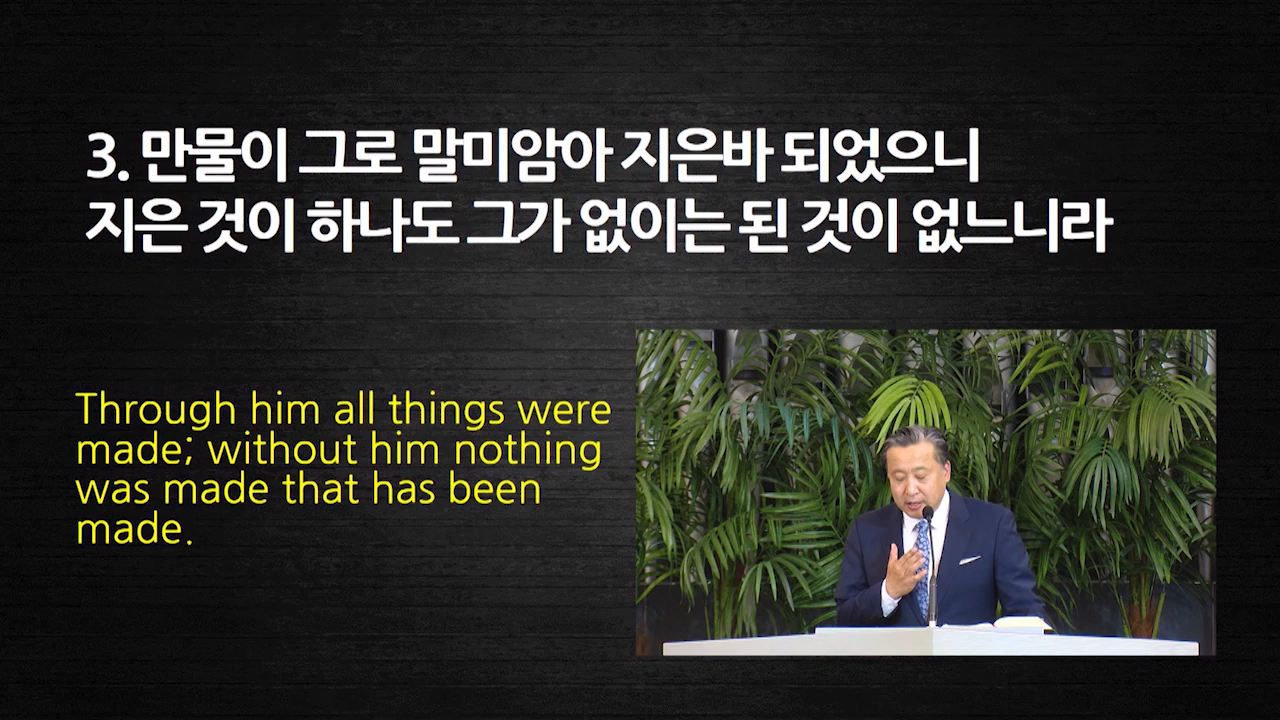 3. 만물이 그로 말미암아 지은바 되었으니
지은 것이 하나도 그가 없이는 된 것이 없느니라
Through him all things were
made; without him nothing
was made that has been
made.